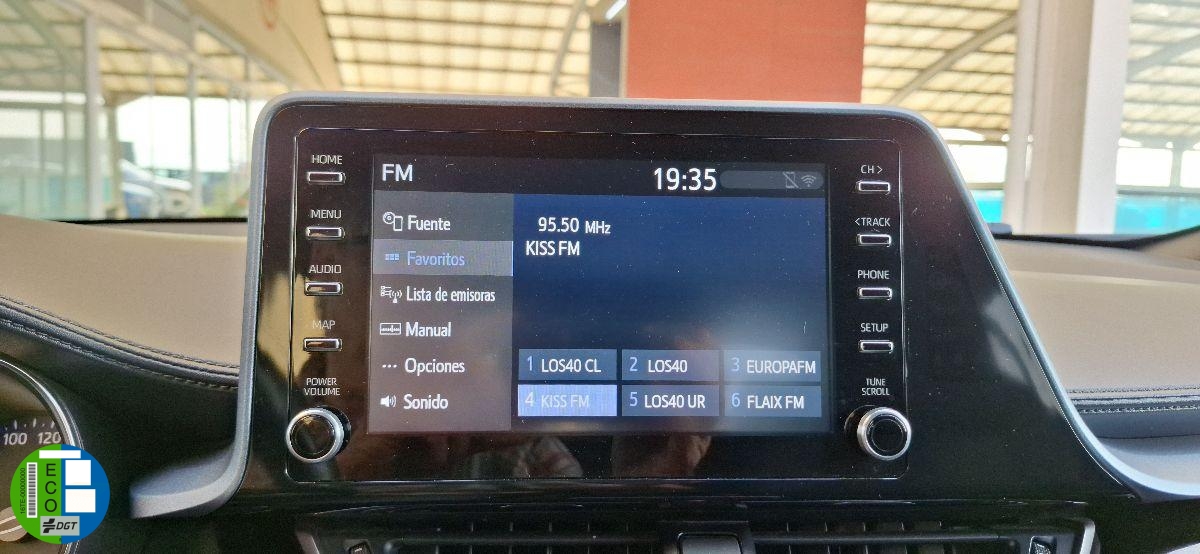 HOME
MENU
AUDIO
MAP
POWER
VOLUME
FM
19:35
Fuente
Favoritos
Lista de emisoras
Manual
Opciones
Sonido
95.50 MHz
KISS FM
1 LOS40 CL
2 LOS40
3 EUROPAFM
4 KISS FM
5 LOS40 UR
6 FLAIX FM
CH>
<TRACK
PHONE
SETUP
TUNE
SCROLL
100 120
ECO
DGT